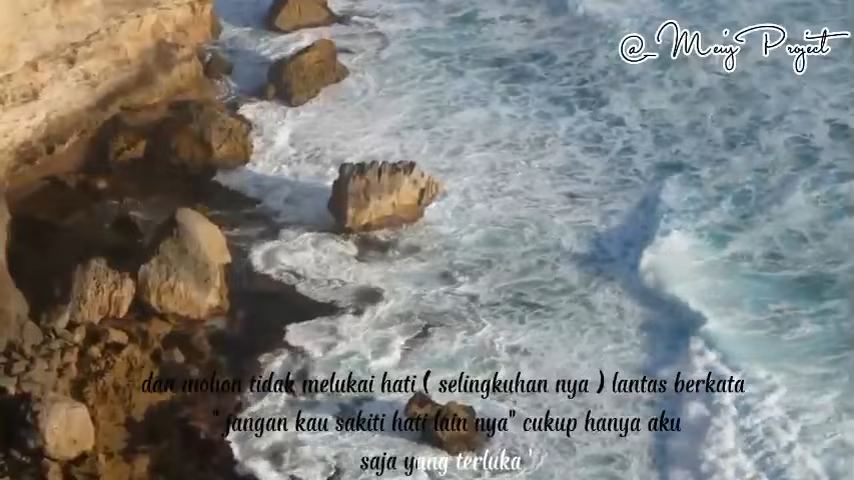 @_Meiy Project
dan mohon tidak melukai hati ( selingkuhan nya ) lantas berkata
" jangan kau sakiti hati lain nya" cukup hanya aku
saja yang terluka '